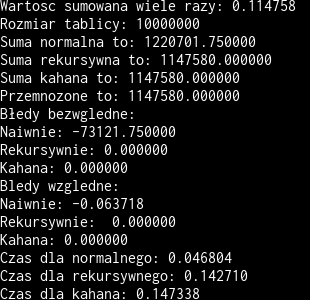 Wartosc sumowana wiele razy: 0.114758
Rozmiar tablicy: 10000000
Suma normalna to: 1220701.750000
Suma rekursywna to: 1147580.000000
Suma kahana to: 1147580.000000
Przemnozone to: 1147580.000000
Błedy bezwgledne:
Naiwnie: -73121.750000
Rekursywnie: 0.000000
Kahana: 0.000000
Bledy wzgledne:
Naiwnie: -0.063718
Rekursywnie:  0.000000
Kahana: 0.000000
Czas dla normalnego: 0.046804
Czas dla rekursywnego: 0.142710
Czas dla kahana: 0.147338